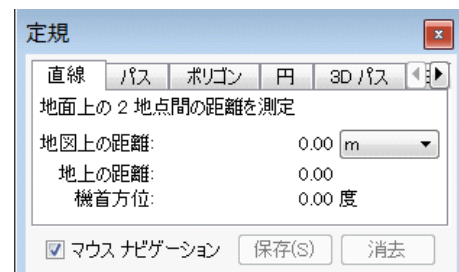 定規
直線 パス ポリゴン 円 3D パス
地面上の 2 地点間の距離を測定
地図上の距離: 0.00 m
地上の距離: 0.00
機首方位: 0.00 度
マウス ナビゲーション 保存(S) 消去